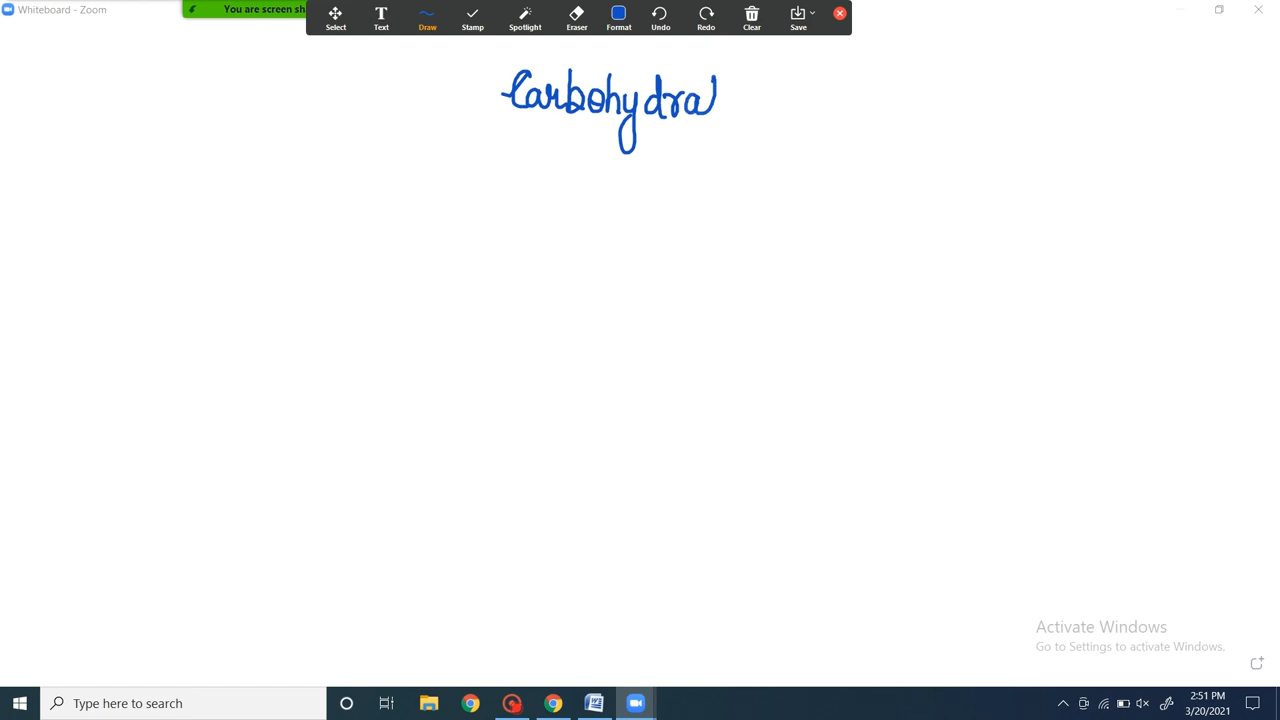 Whiteboard - Zoom
You are screen sh
Select Text Draw Stamp Spotlight Eraser Format Undo Redo Clear Save
Carbohydra
Activate Windows
Go to Settings to activate Windows.
Type here to search
2:51 PM
3/20/2021